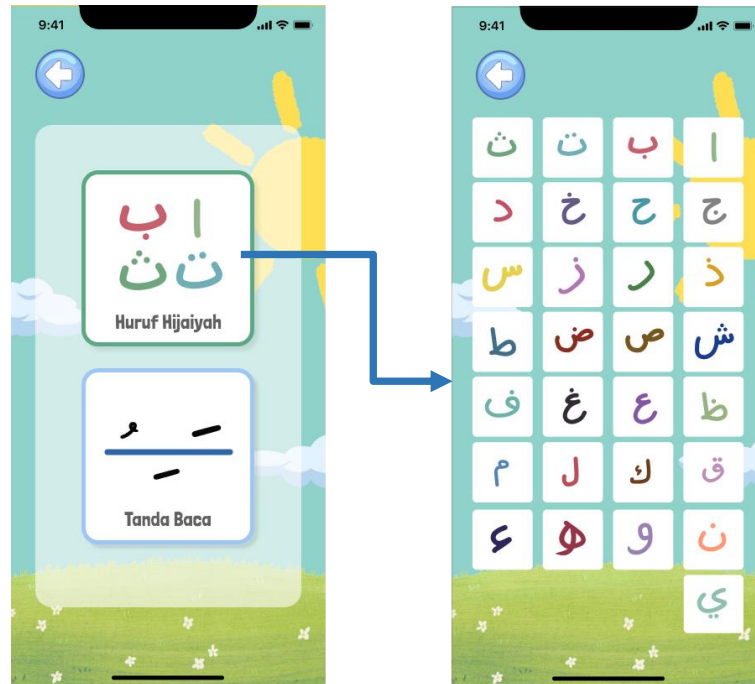 9:41
ا ب
ت ث
Huruf Hijaiyah
َ ُ
ِ
Tanda Baca
9:41
ا ب ت ث
ج ح خ د
ذ ر ز س
ش ص ض ط
ظ ع غ ف
ق ك ل م
ن و ه ء
ي